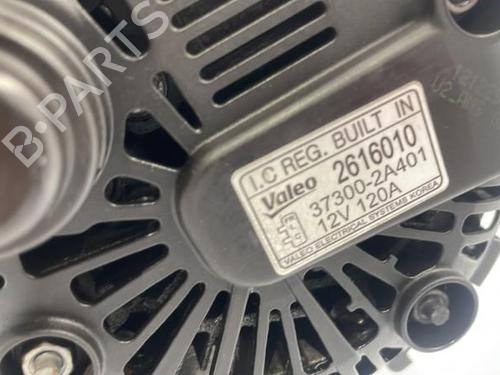 B-PARTS
I.C REG. BUILT IN
Valeo 2616010
37300-2A401
12V 120A
VALEO ELECTRICAL SYSTEMS KOREA